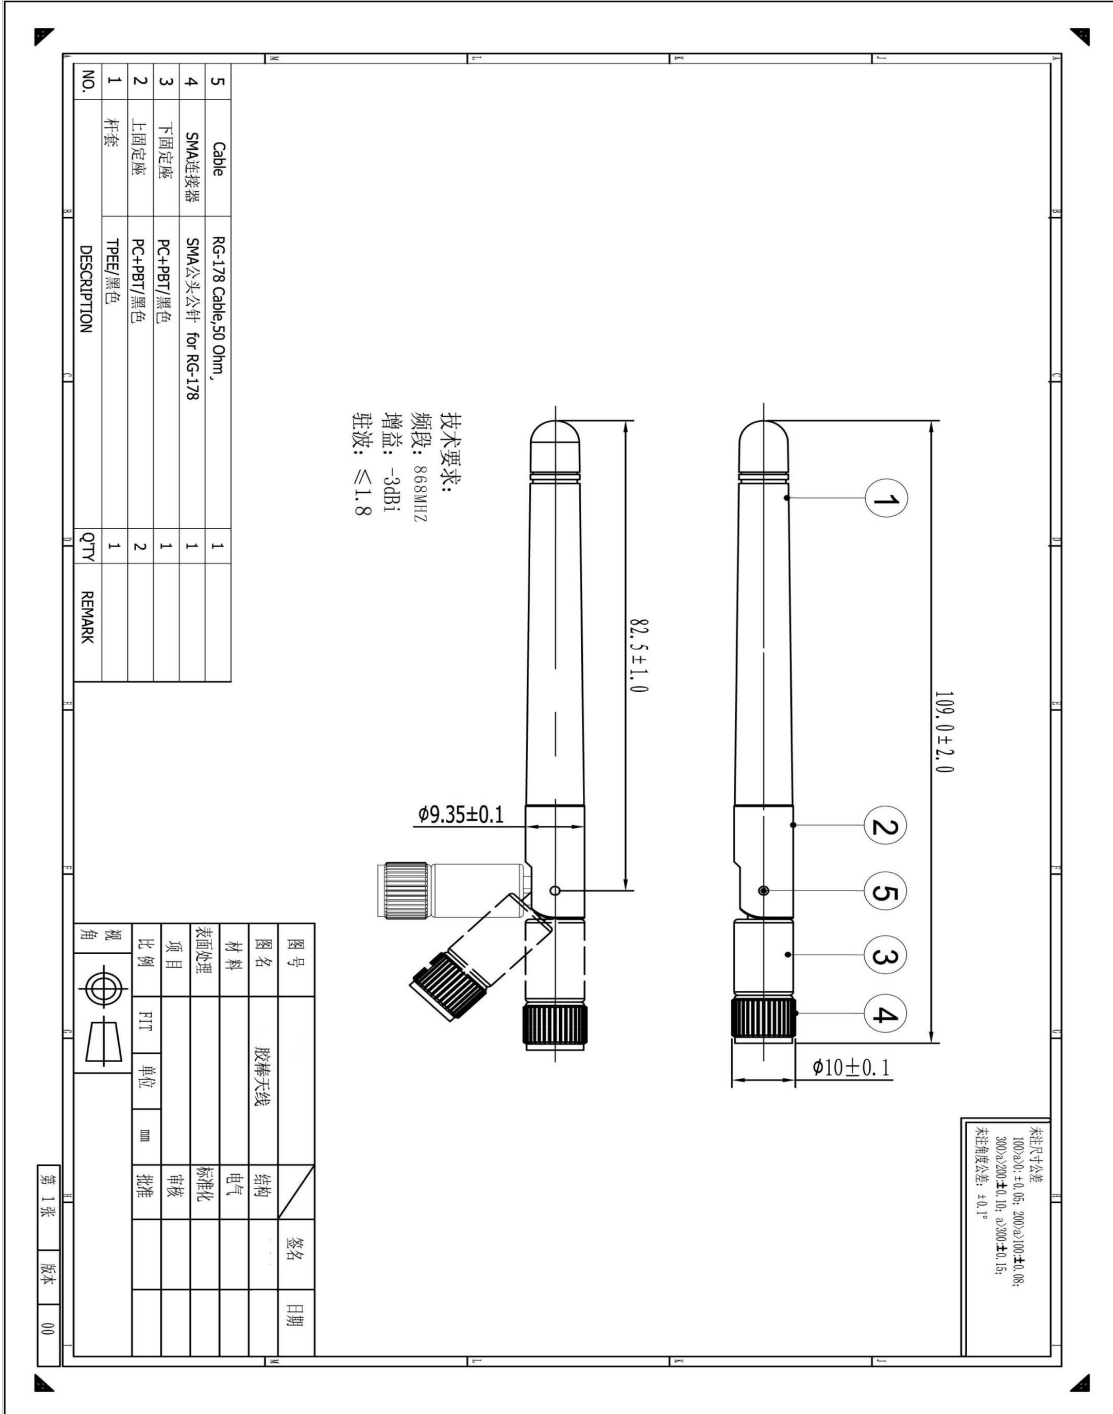 109.0±2.0
1
2
5
3
4
ϕ10±0.1
82.5±1.0
ϕ9.35±0.1
技术要求：
频段：868MHZ
增益：-3dBi
驻波：≤1.8
未注尺寸公差
100〉a〉0：±0.05；200〉a〉100±0.08；
300〉a〉200±0.10；a〉300±0.15；
未注角度公差：±0.1°
5 Cable RG-178 Cable,50 Ohm, 1
4 SMA连接器 SMA公头公针 for RG-178 1
3 下固定座 PC+PBT/黑色 1
2 上固定座 PC+PBT/黑色 2
1 杆套 TPEE/黑色 1
NO. DESCRIPTION Q'TY REMARK
图号 签名 日期
图名 胶棒天线 结构
材料 电气
表面处理 标准化
项目 审核
比例 FIT 单位 mm 批准
视角
第 1 张 版本 00